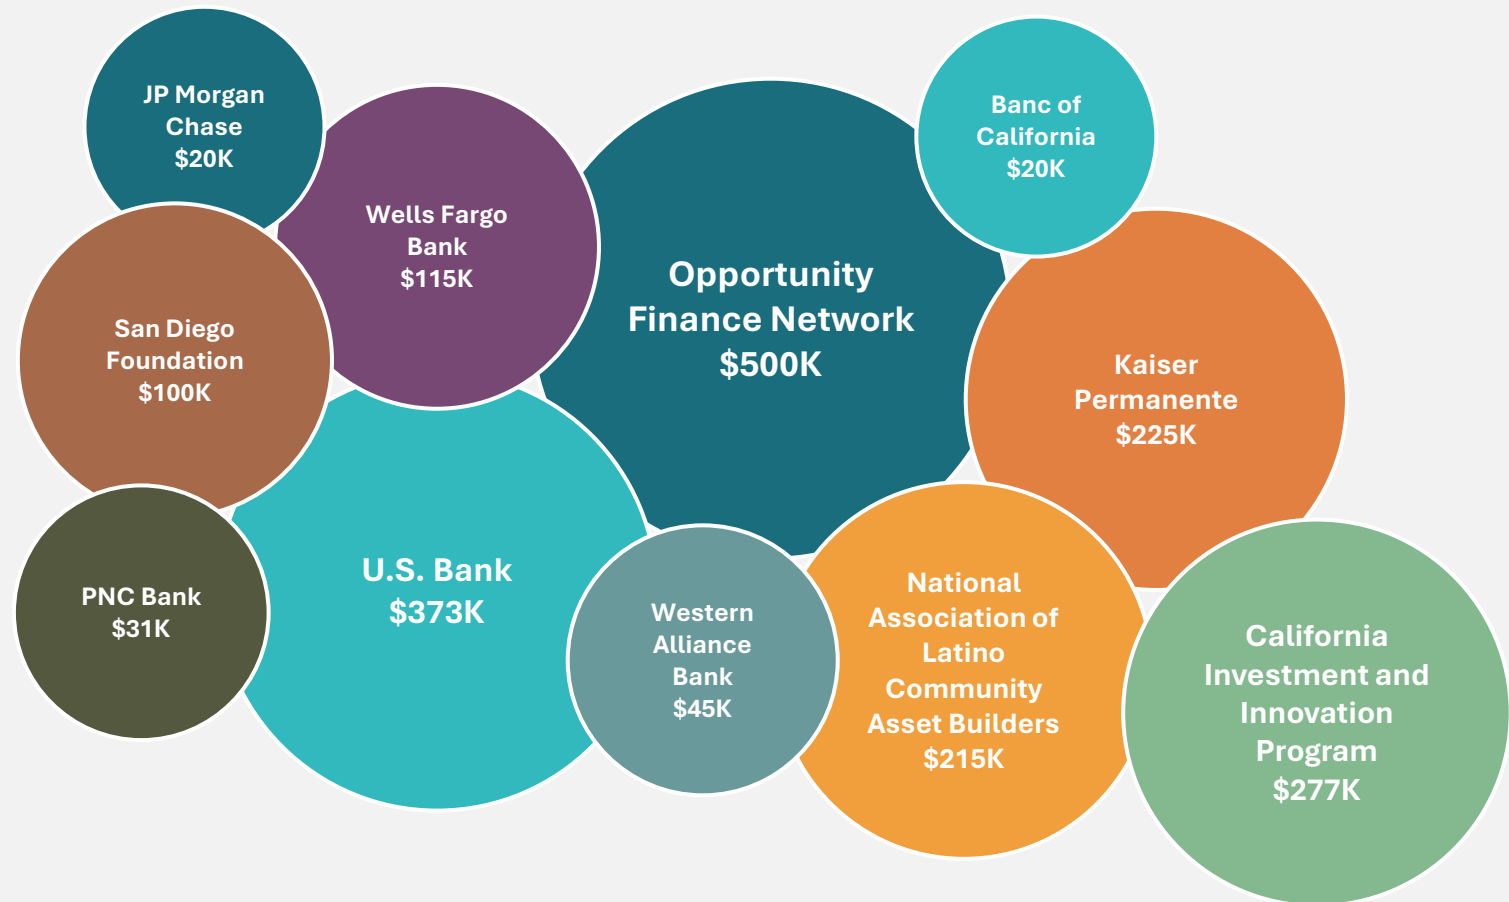 JP Morgan
Chase
$20K
Banc of
California
$20K
Wells Fargo
Bank
$115K
Opportunity
Finance Network
$500K
San Diego
Foundation
$100K
Kaiser
Permanente
$225K
U.S. Bank
$373K
PNC Bank
$31K
Western
Alliance
Bank
$45K
National
Association of
Latino
Community
Asset Builders
$215K
California
Investment and
Innovation
Program
$277K